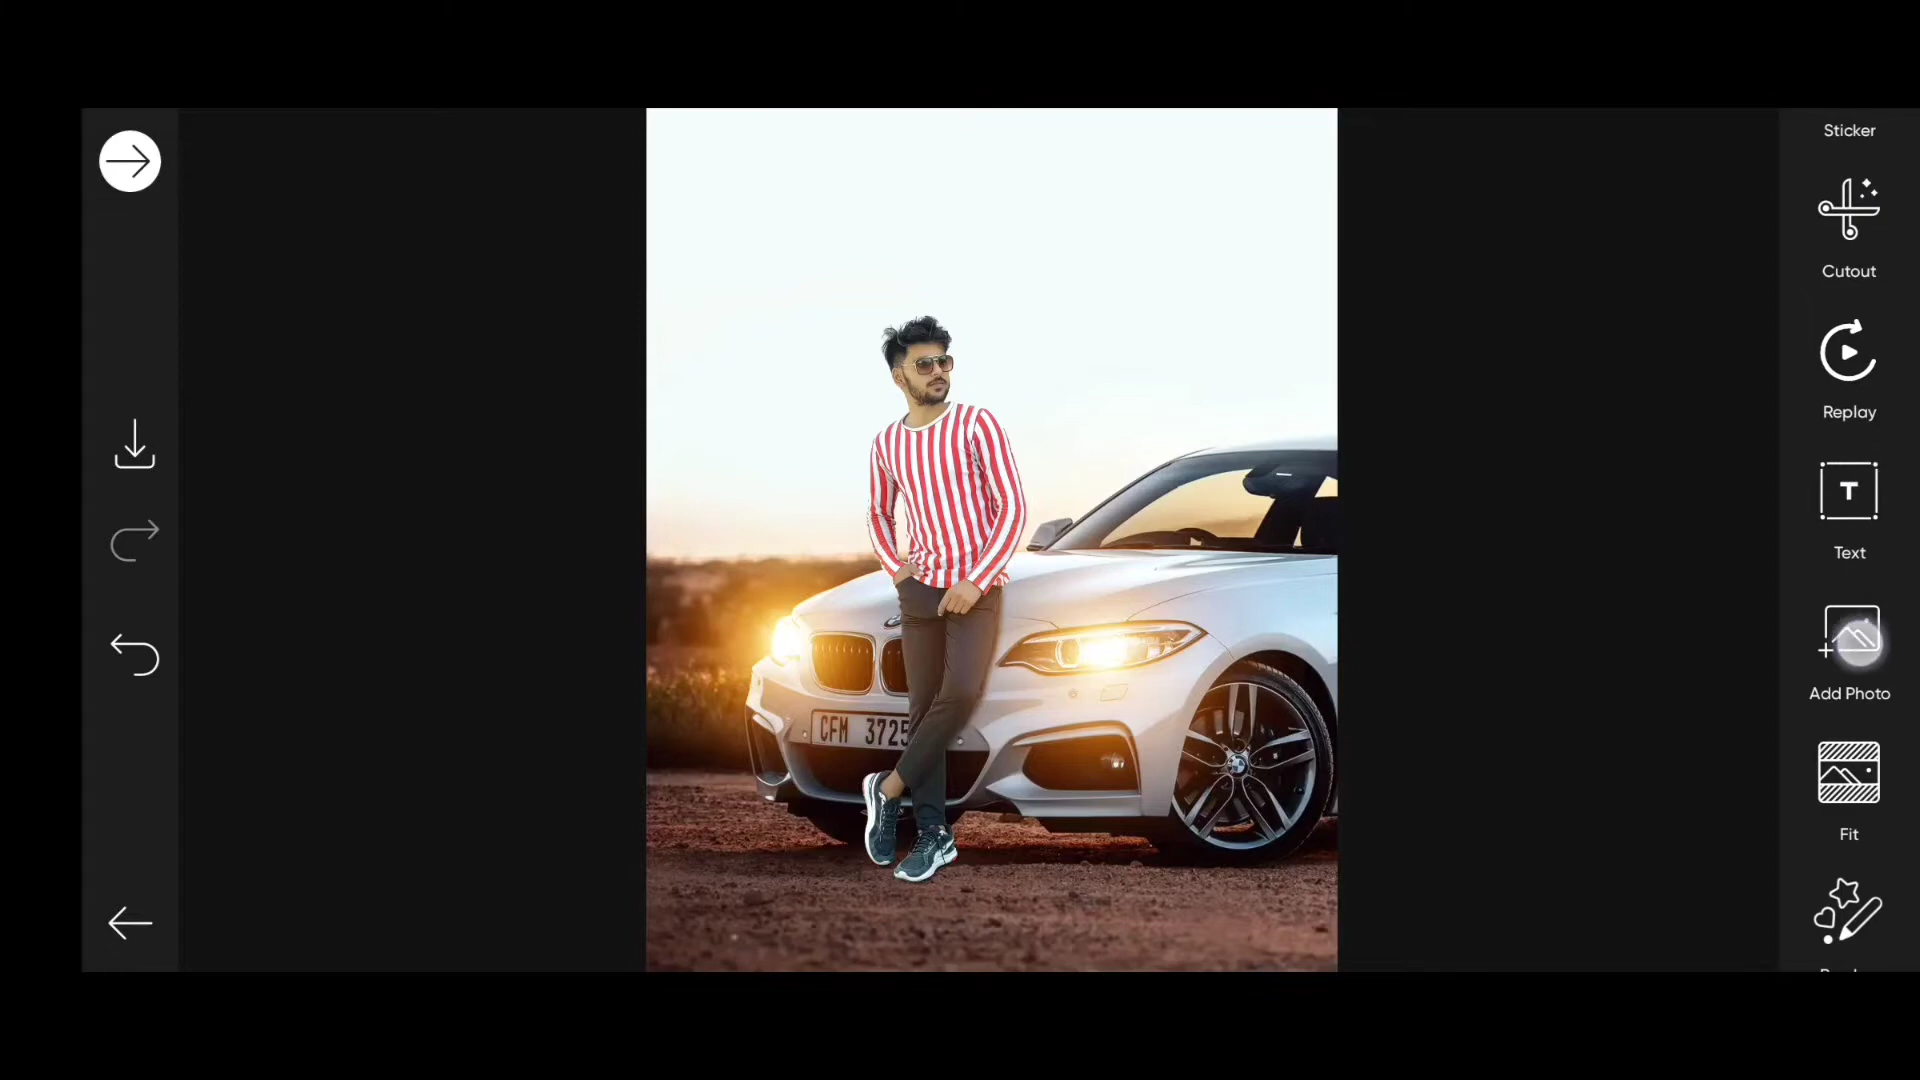 Sticker
Cutout
Replay
T
Text
Add Photo
Fit
CFM 3725